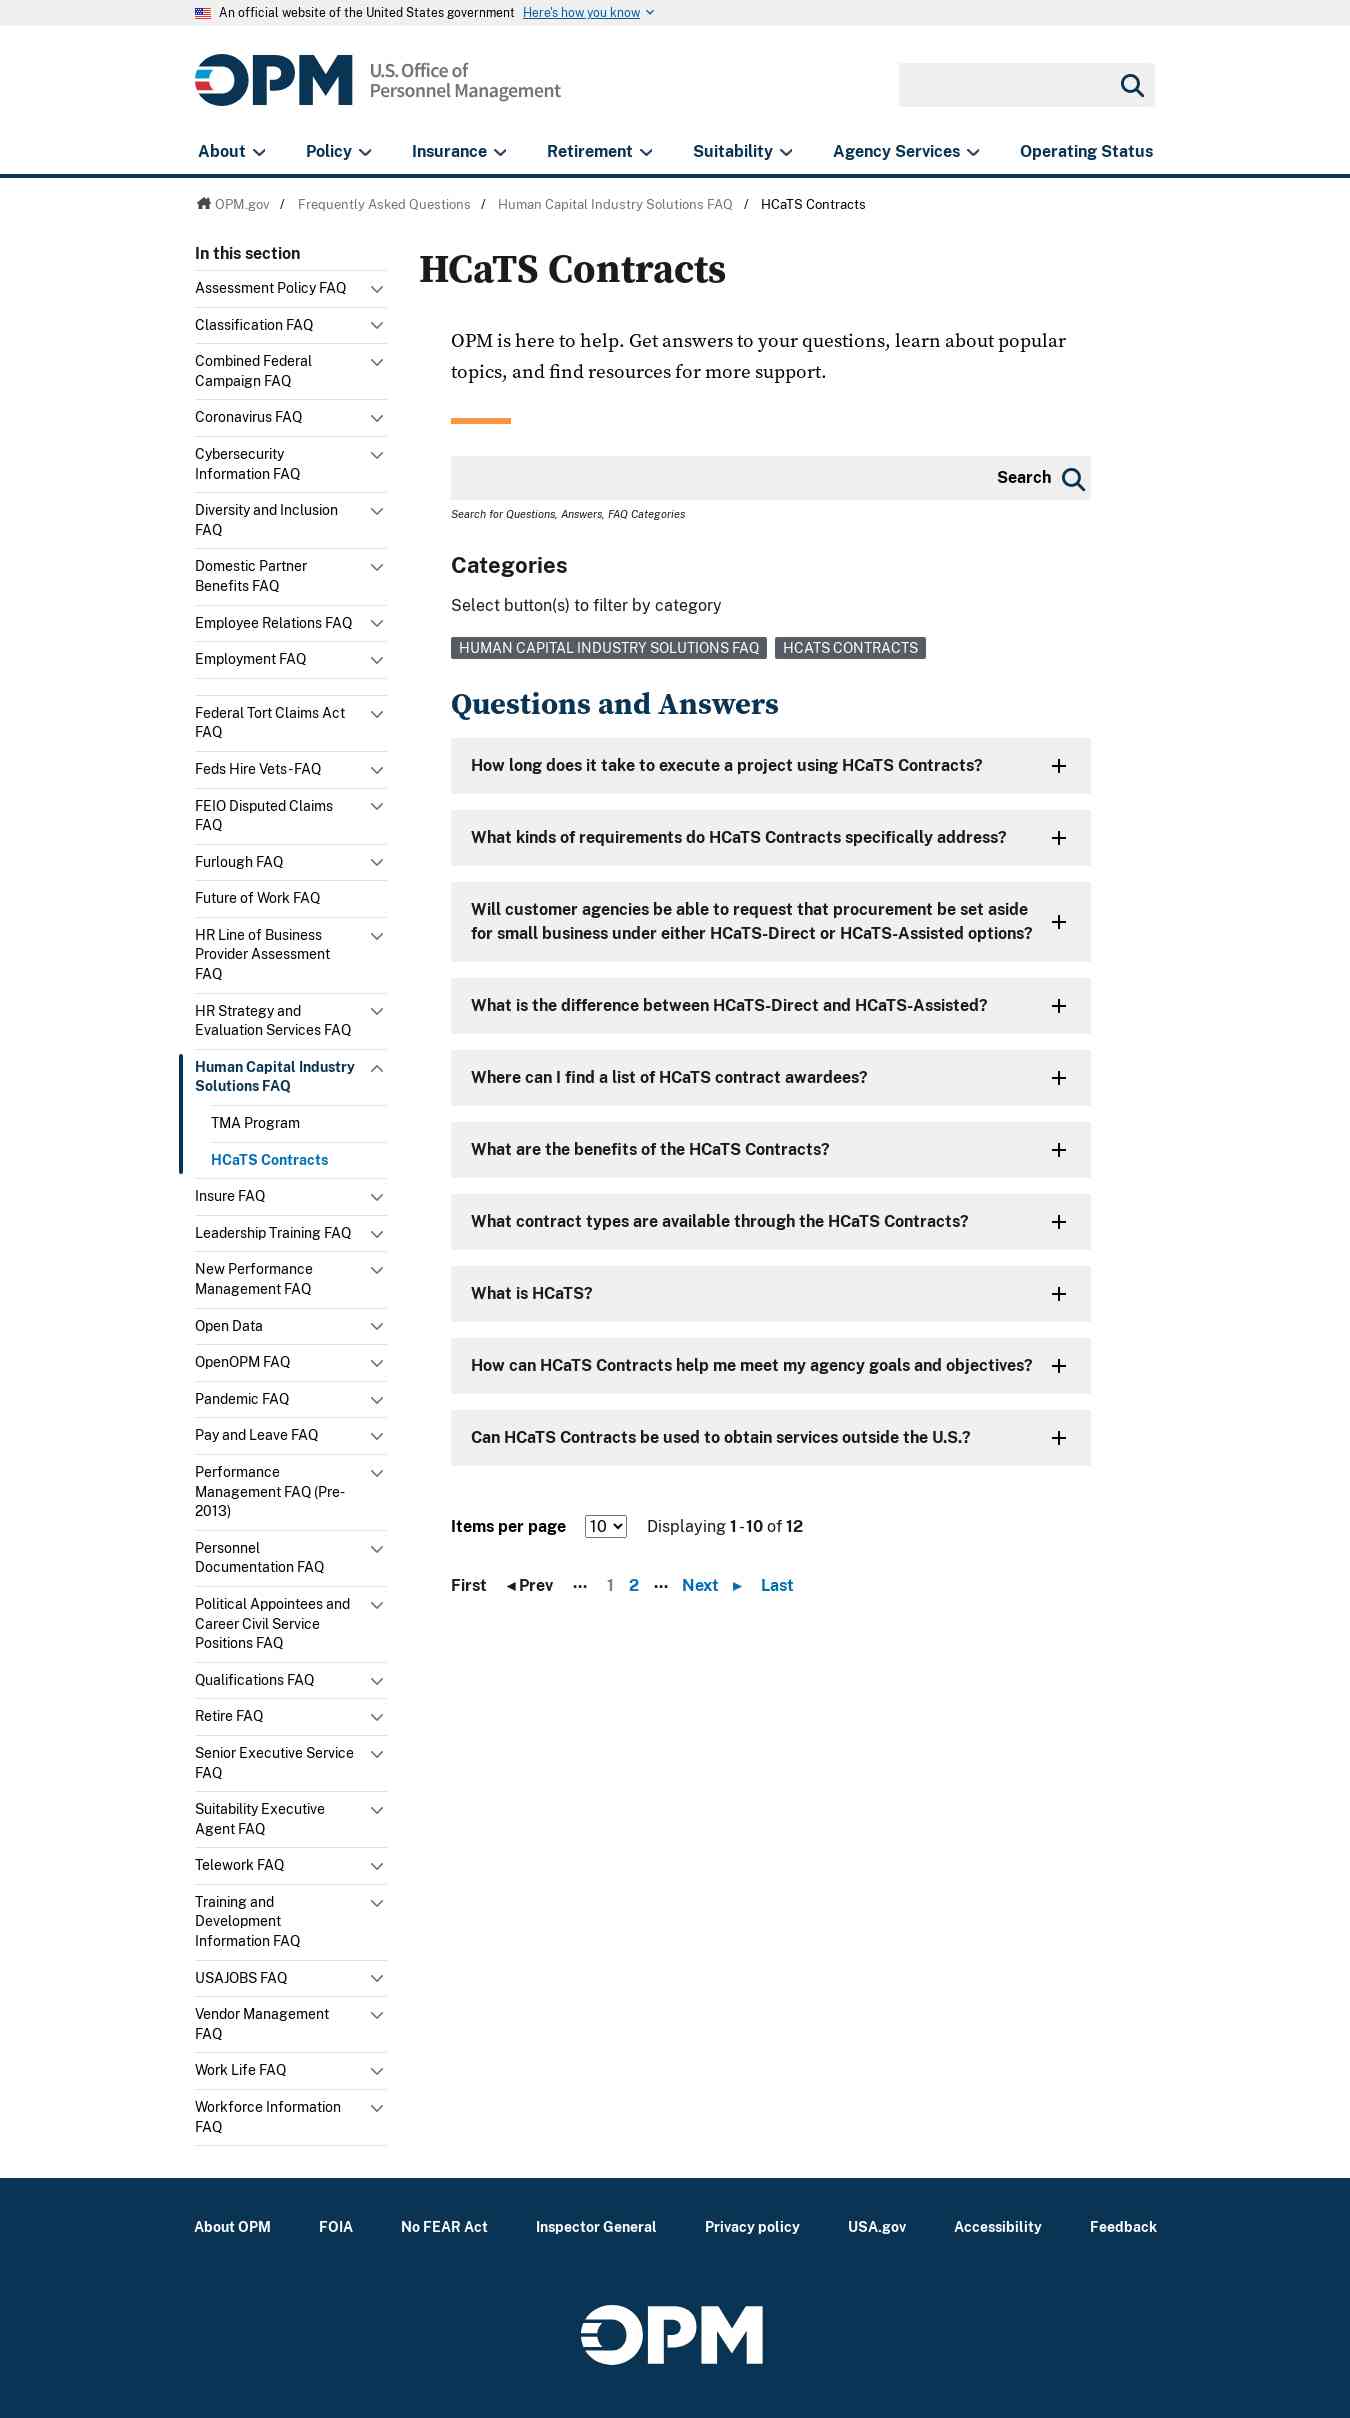 An official website of the United States government Here's how you know
OPM U.S. Office of
Personnel Management
About Policy Insurance Retirement Suitability Agency Services Operating Status
OPM.gov / Frequently Asked Questions / Human Capital Industry Solutions FAQ / HCaTS Contracts
In this section
Assessment Policy FAQ
Classification FAQ
Combined Federal
Campaign FAQ
Coronavirus FAQ
Cybersecurity
Information FAQ
Diversity and Inclusion
FAQ
Domestic Partner
Benefits FAQ
Employee Relations FAQ
Employment FAQ
Federal Tort Claims Act
FAQ
Feds Hire Vets-FAQ
FEIO Disputed Claims
FAQ
Furlough FAQ
Future of Work FAQ
HR Line of Business
Provider Assessment
FAQ
HR Strategy and
Evaluation Services FAQ
Human Capital Industry
Solutions FAQ
TMA Program
HCaTS Contracts
Insure FAQ
Leadership Training FAQ
New Performance
Management FAQ
Open Data
OpenOPM FAQ
Pandemic FAQ
Pay and Leave FAQ
Performance
Management FAQ (Pre-
2013)
Personnel
Documentation FAQ
Political Appointees and
Career Civil Service
Positions FAQ
Qualifications FAQ
Retire FAQ
Senior Executive Service
FAQ
Suitability Executive
Agent FAQ
Telework FAQ
Training and
Development
Information FAQ
USAJOBS FAQ
Vendor Management
FAQ
Work Life FAQ
Workforce Information
FAQ
HCaTS Contracts
OPM is here to help. Get answers to your questions, learn about popular
topics, and find resources for more support.
Search
Search for Questions, Answers, FAQ Categories
Categories
Select button(s) to filter by category
HUMAN CAPITAL INDUSTRY SOLUTIONS FAQ HCATS CONTRACTS
Questions and Answers
How long does it take to execute a project using HCaTS Contracts?
What kinds of requirements do HCaTS Contracts specifically address?
Will customer agencies be able to request that procurement be set aside
for small business under either HCaTS-Direct or HCaTS-Assisted options?
What is the difference between HCaTS-Direct and HCaTS-Assisted?
Where can I find a list of HCaTS contract awardees?
What are the benefits of the HCaTS Contracts?
What contract types are available through the HCaTS Contracts?
What is HCaTS?
How can HCaTS Contracts help me meet my agency goals and objectives?
Can HCaTS Contracts be used to obtain services outside the U.S.?
Items per page 10 Displaying 1 - 10 of 12
First ◂ Prev ··· 1 2 ··· Next ▸ Last
About OPM FOIA No FEAR Act Inspector General Privacy policy USA.gov Accessibility Feedback
OPM